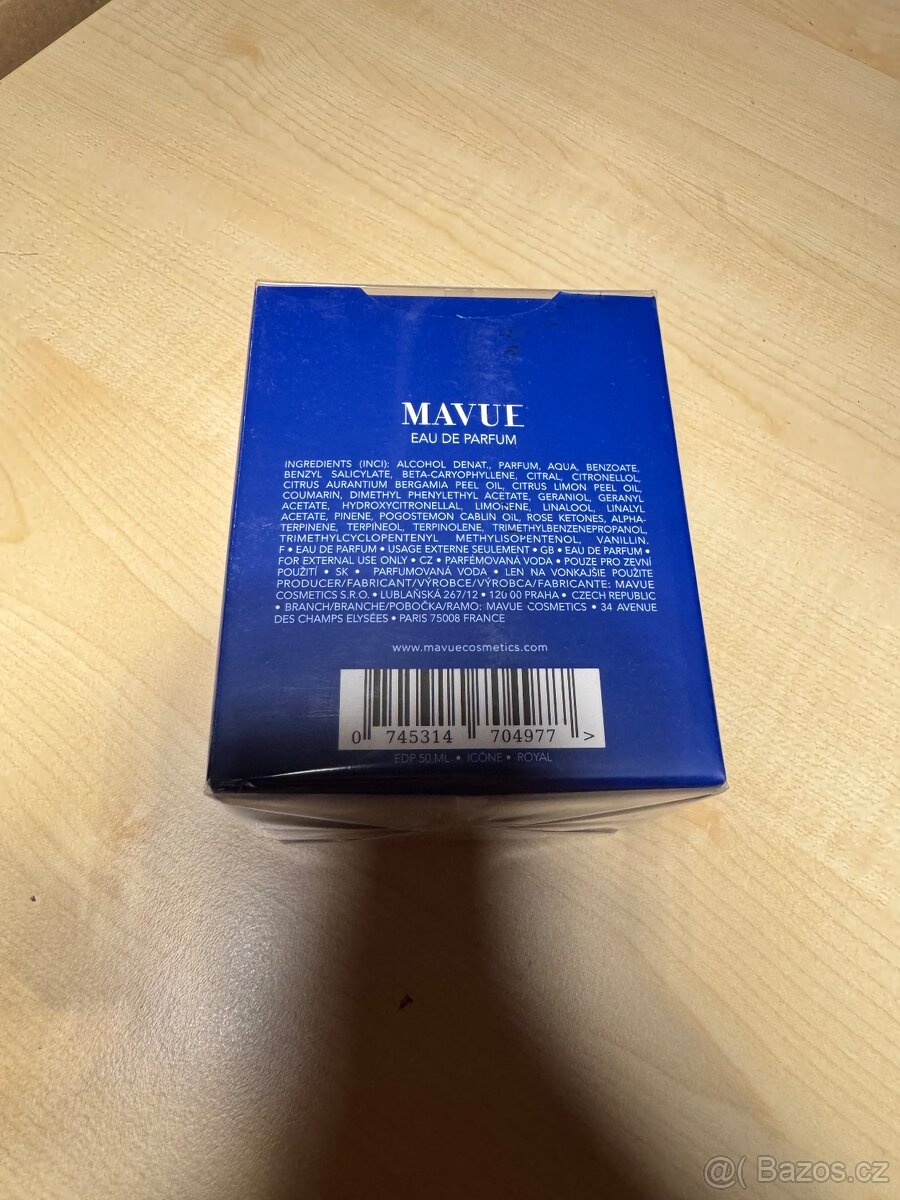 MAVUE
EAU DE PARFUM
INGREDIENTS (INCI): ALCOHOL DENAT., PARFUM, AQUA, BENZOATE,
BENZYL SALICYLATE, BETA-CARYOPHYLLENE, CITRAL, CITRONELLOL,
CITRUS AURANTIUM BERGAMIA PEEL OIL, CITRUS LIMON PEEL OIL,
COUMARIN, DIMETHYL PHENYLETHYL ACETATE, GERANIOL, GERANYL
ACETATE, HYDROXYCITRONELLAL, LIMONENE, LINALOOL, LINALYL
ACETATE, PINENE, POGOSTEMON CABLIN OIL, ROSE KETONES, ALPHA-
TERPINENE, TERPINEOL, TERPINOLENE, TRIMETHYLBENZENEPROPANOL,
TRIMETHYLCYCLOPENTENYL METHYLISOPENTENOL, VANILLIN.
F • EAU DE PARFUM • USAGE EXTERNE SEULEMENT • GB • EAU DE PARFUM •
FOR EXTERNAL USE ONLY • CZ • PARFÉMOVANÁ VODA • POUZE PRO ZEVNÍ
POUŽITÍ • SK • PARFUMOVANÁ VODA • LEN NA VONKAJŠIE POUŽITE
PRODUCER/FABRICANT/VÝROBCE/VÝROBCA/FABRICANTE: MAVUE
COSMETICS S.R.O. • LUBLAŇSKÁ 267/12 • 12U 00 PRAHA • CZECH REPUBLIC
• BRANCH/BRANCHE/POBOČKA/RAMO: MAVUE COSMETICS • 34 AVENUE
DES CHAMPS ELYSÉES • PARIS 75008 FRANCE
www.mavuecosmetics.com
0 745314 704977 >
EDP 50 ML • ICÔNE • ROYAL
@( Bazos.cz